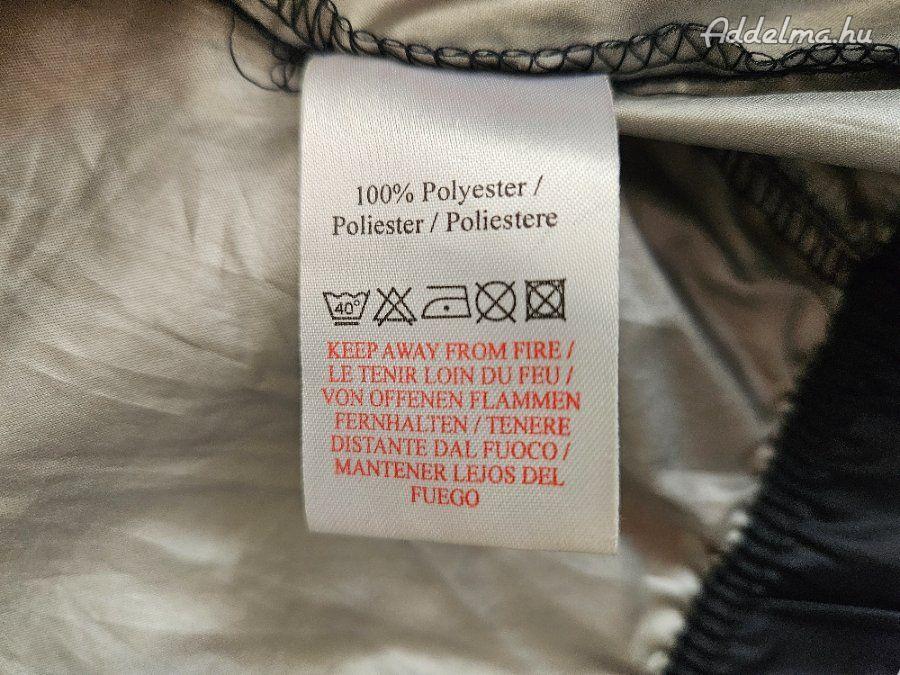 Addelma.hu
100% Polyester /
Poliester / Poliestere
40°
KEEP AWAY FROM FIRE /
LE TENIR LOIN DU FEU /
VON OFFENEN FLAMMEN
FERNHALTEN / TENERE
DISTANTE DAL FUOCO /
MANTENER LEJOS DEL
FUEGO